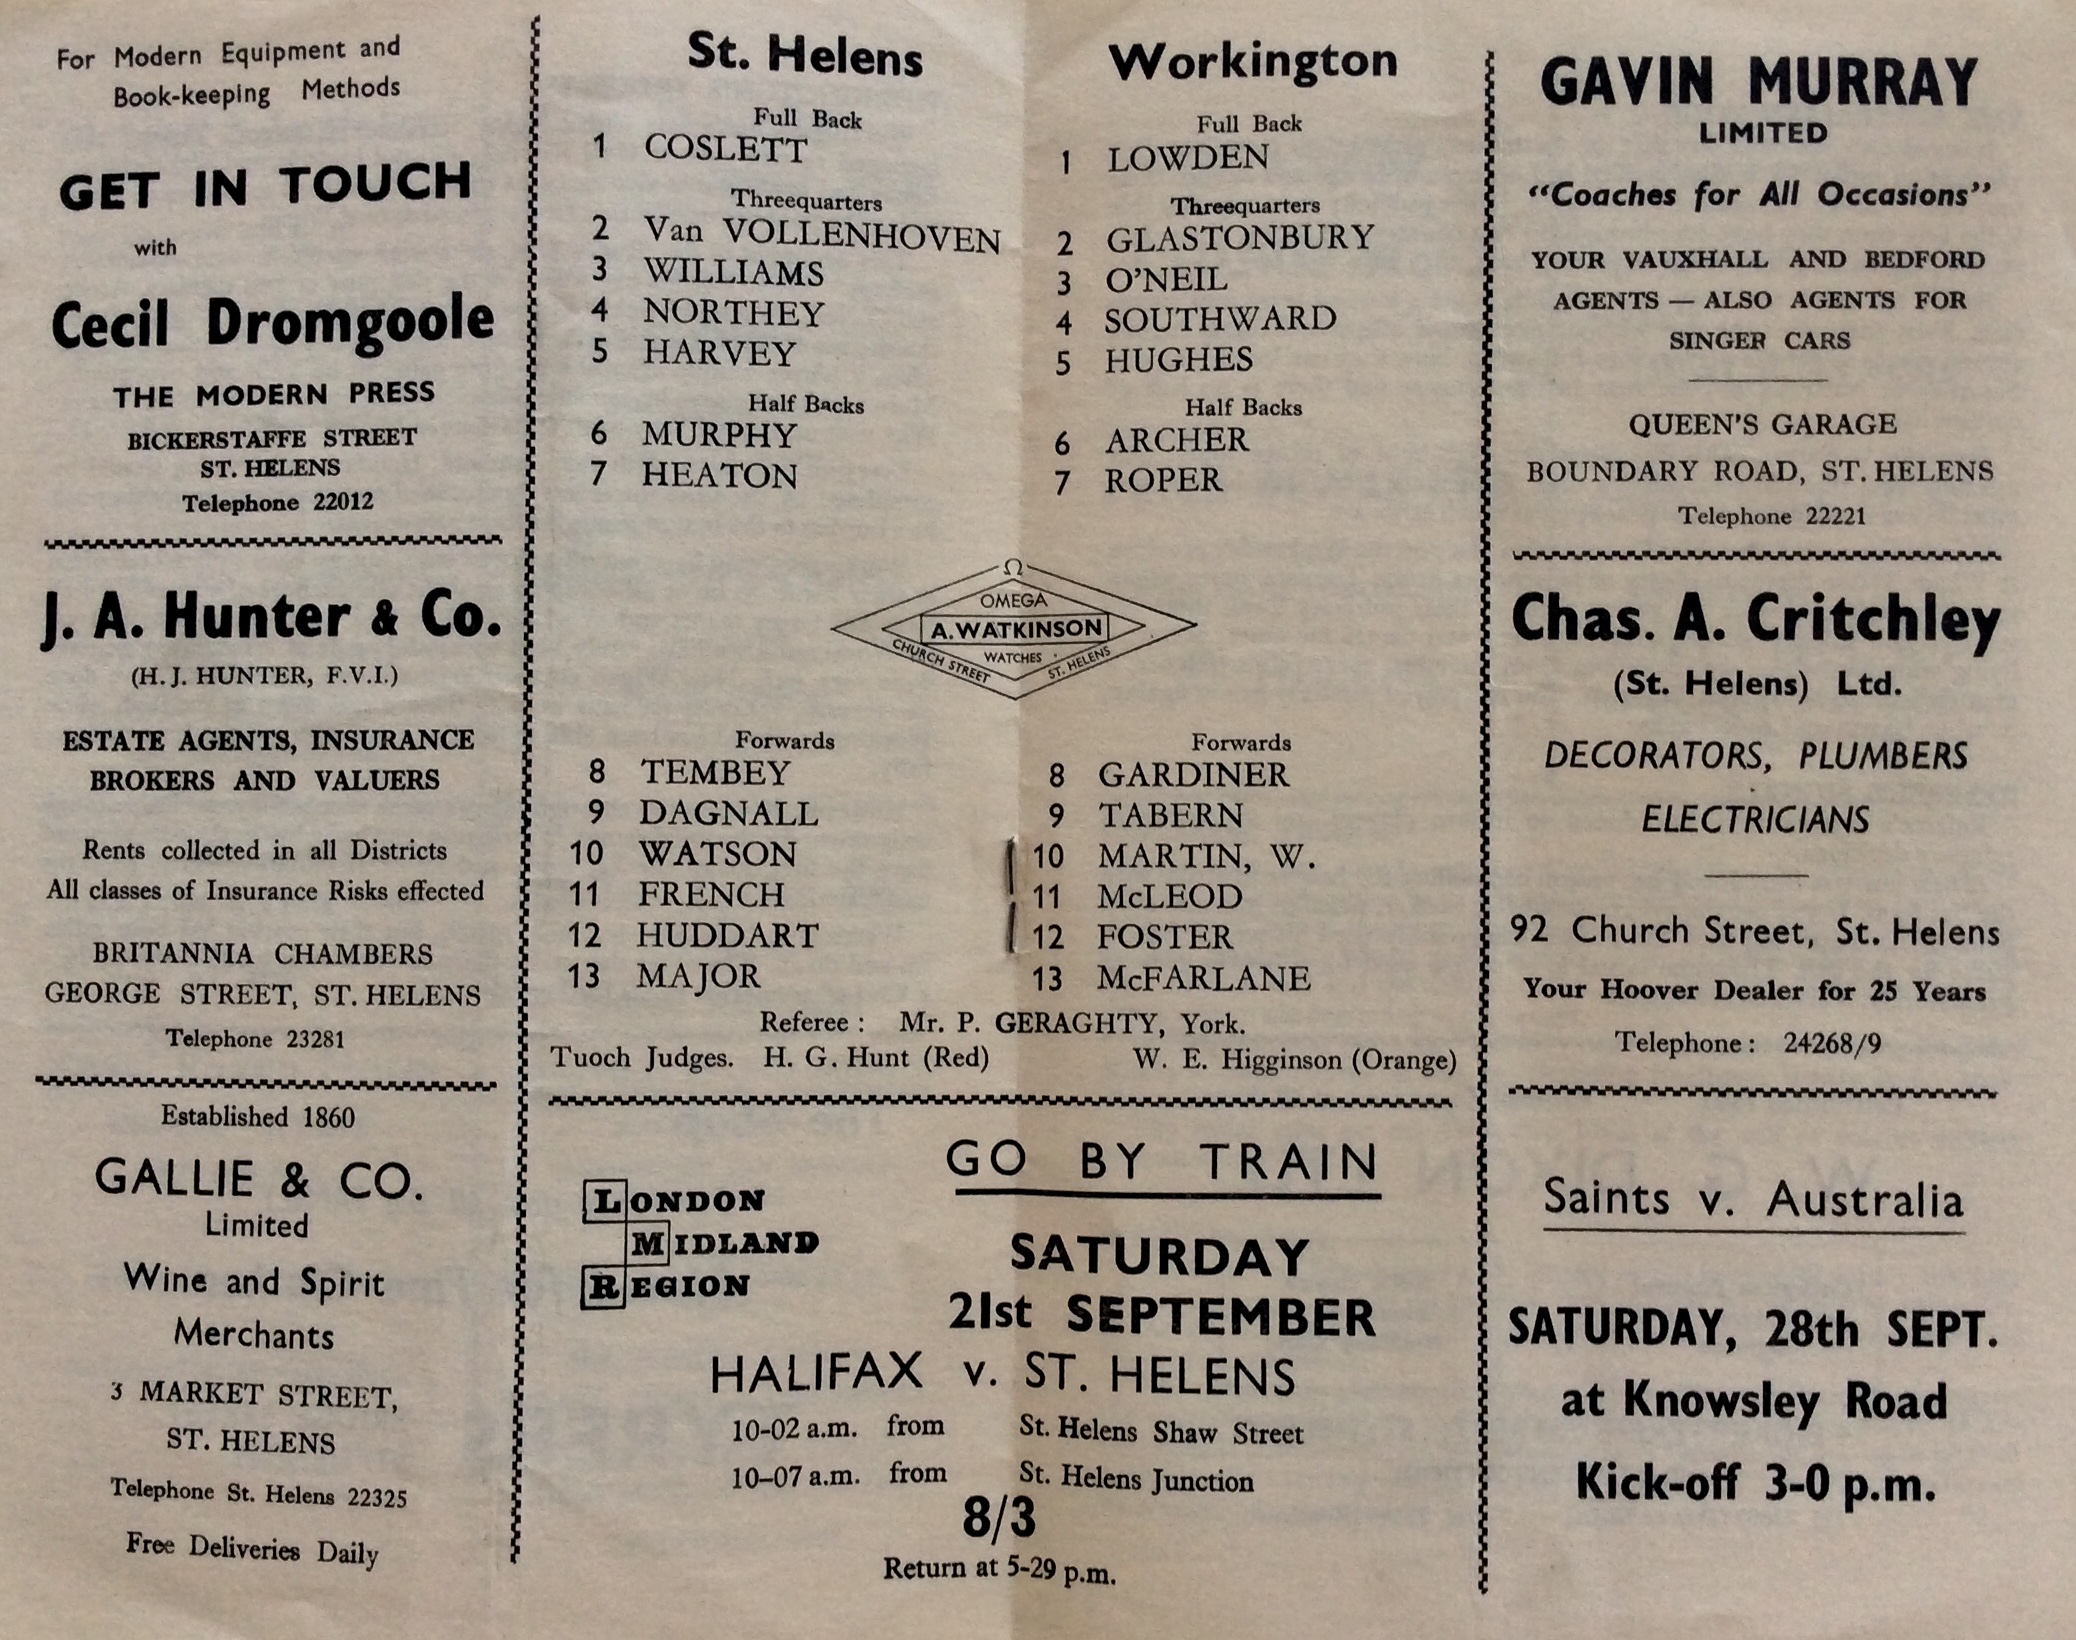 For Modern Equipment and
Book-keeping Methods
GET IN TOUCH
with
Cecil Dromgoole
THE MODERN PRESS
BICKERSTAFFE STREET
ST. HELENS
Telephone 22012
J. A. Hunter & Co.
(H. J. HUNTER, F.V.I.)
ESTATE AGENTS, INSURANCE
BROKERS AND VALUERS
Rents collected in all Districts
All classes of Insurance Risks effected
BRITANNIA CHAMBERS
GEORGE STREET, ST. HELENS
Telephone 23281
Established 1860
GALLIE & CO.
Limited
Wine and Spirit
Merchants
3 MARKET STREET,
ST. HELENS
Telephone St. Helens 22325
Free Deliveries Daily
St. Helens
Full Back
1 COSLETT
Threequarters
2 Van VOLLENHOVEN
3 WILLIAMS
4 NORTHEY
5 HARVEY
Half Backs
6 MURPHY
7 HEATON
Workington
Full Back
1 LOWDEN
Threequarters
2 GLASTONBURY
3 O'NEIL
4 SOUTHWARD
5 HUGHES
Half Backs
6 ARCHER
7 ROPER
Ω
OMEGA
A. WATKINSON
WATCHES
CHURCH STREET ST. HELENS
Forwards
8 TEMBEY
9 DAGNALL
10 WATSON
11 FRENCH
12 HUDDART
13 MAJOR
Forwards
8 GARDINER
9 TABERN
10 MARTIN, W.
11 McLEOD
12 FOSTER
13 McFARLANE
Referee : Mr. P. GERAGHTY, York.
Tuoch Judges. H. G. Hunt (Red) W. E. Higginson (Orange)
LONDON
MIDLAND
REGION
GO BY TRAIN
SATURDAY
21st SEPTEMBER
HALIFAX v. ST. HELENS
10-02 a.m. from St. Helens Shaw Street
10-07 a.m. from St. Helens Junction
8/3
Return at 5-29 p.m.
GAVIN MURRAY
LIMITED
"Coaches for All Occasions"
YOUR VAUXHALL AND BEDFORD
AGENTS — ALSO AGENTS FOR
SINGER CARS
QUEEN'S GARAGE
BOUNDARY ROAD, ST. HELENS
Telephone 22221
Chas. A. Critchley
(St. Helens) Ltd.
DECORATORS, PLUMBERS
ELECTRICIANS
92 Church Street, St. Helens
Your Hoover Dealer for 25 Years
Telephone : 24268/9
Saints v. Australia
SATURDAY, 28th SEPT.
at Knowsley Road
Kick-off 3-0 p.m.